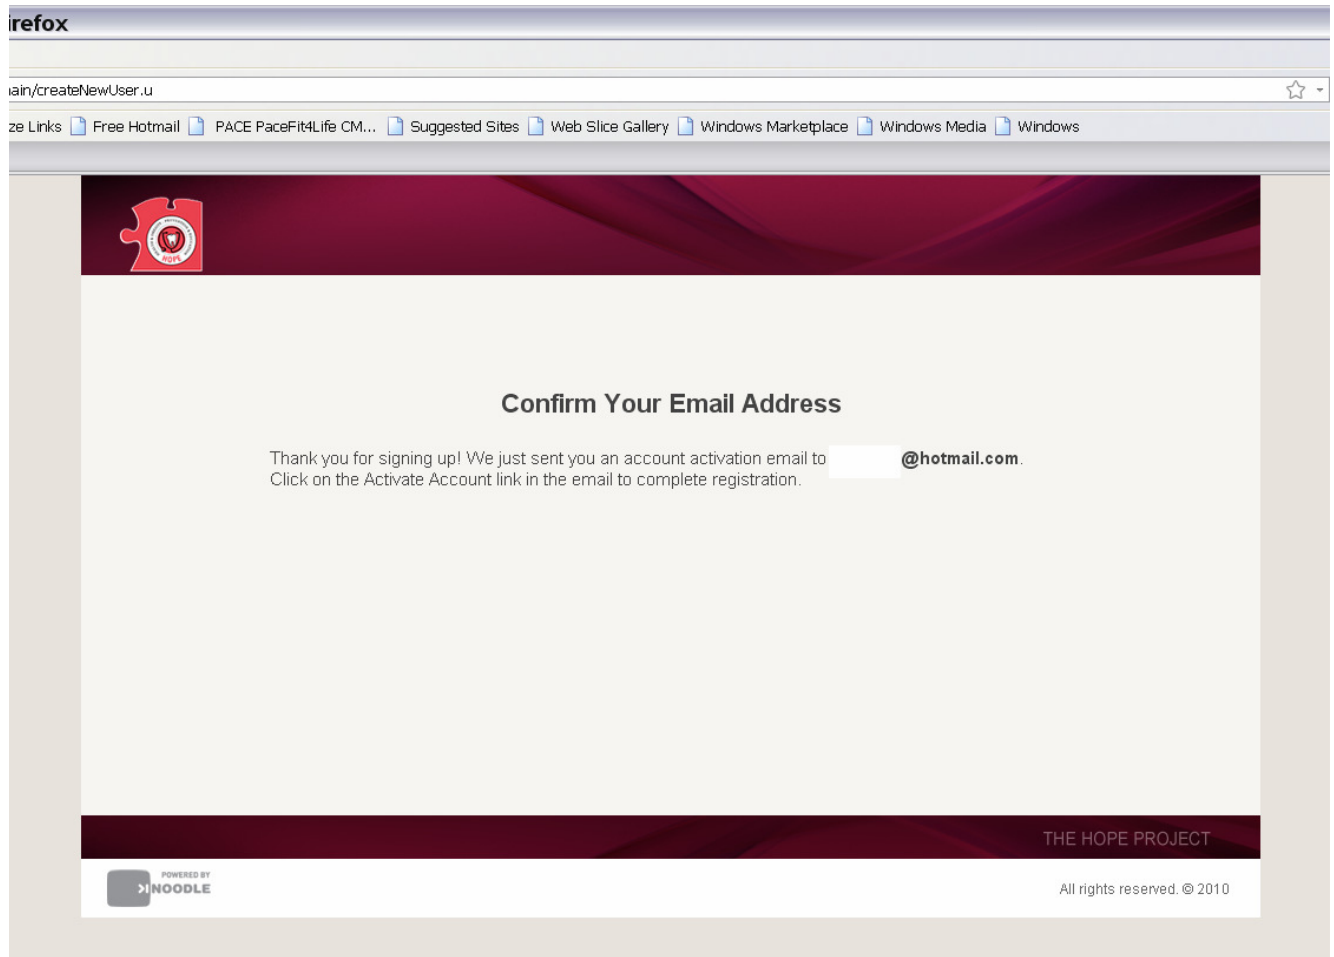 irefox
ain/createNewUser.u
ze Links Free Hotmail PACE PaceFit4Life CM... Suggested Sites Web Slice Gallery Windows Marketplace Windows Media Windows
HOPE
Confirm Your Email Address
Thank you for signing up! We just sent you an account activation email to @hotmail.com.
Click on the Activate Account link in the email to complete registration.
THE HOPE PROJECT
POWERED BY
KNOODLE
All rights reserved. © 2010